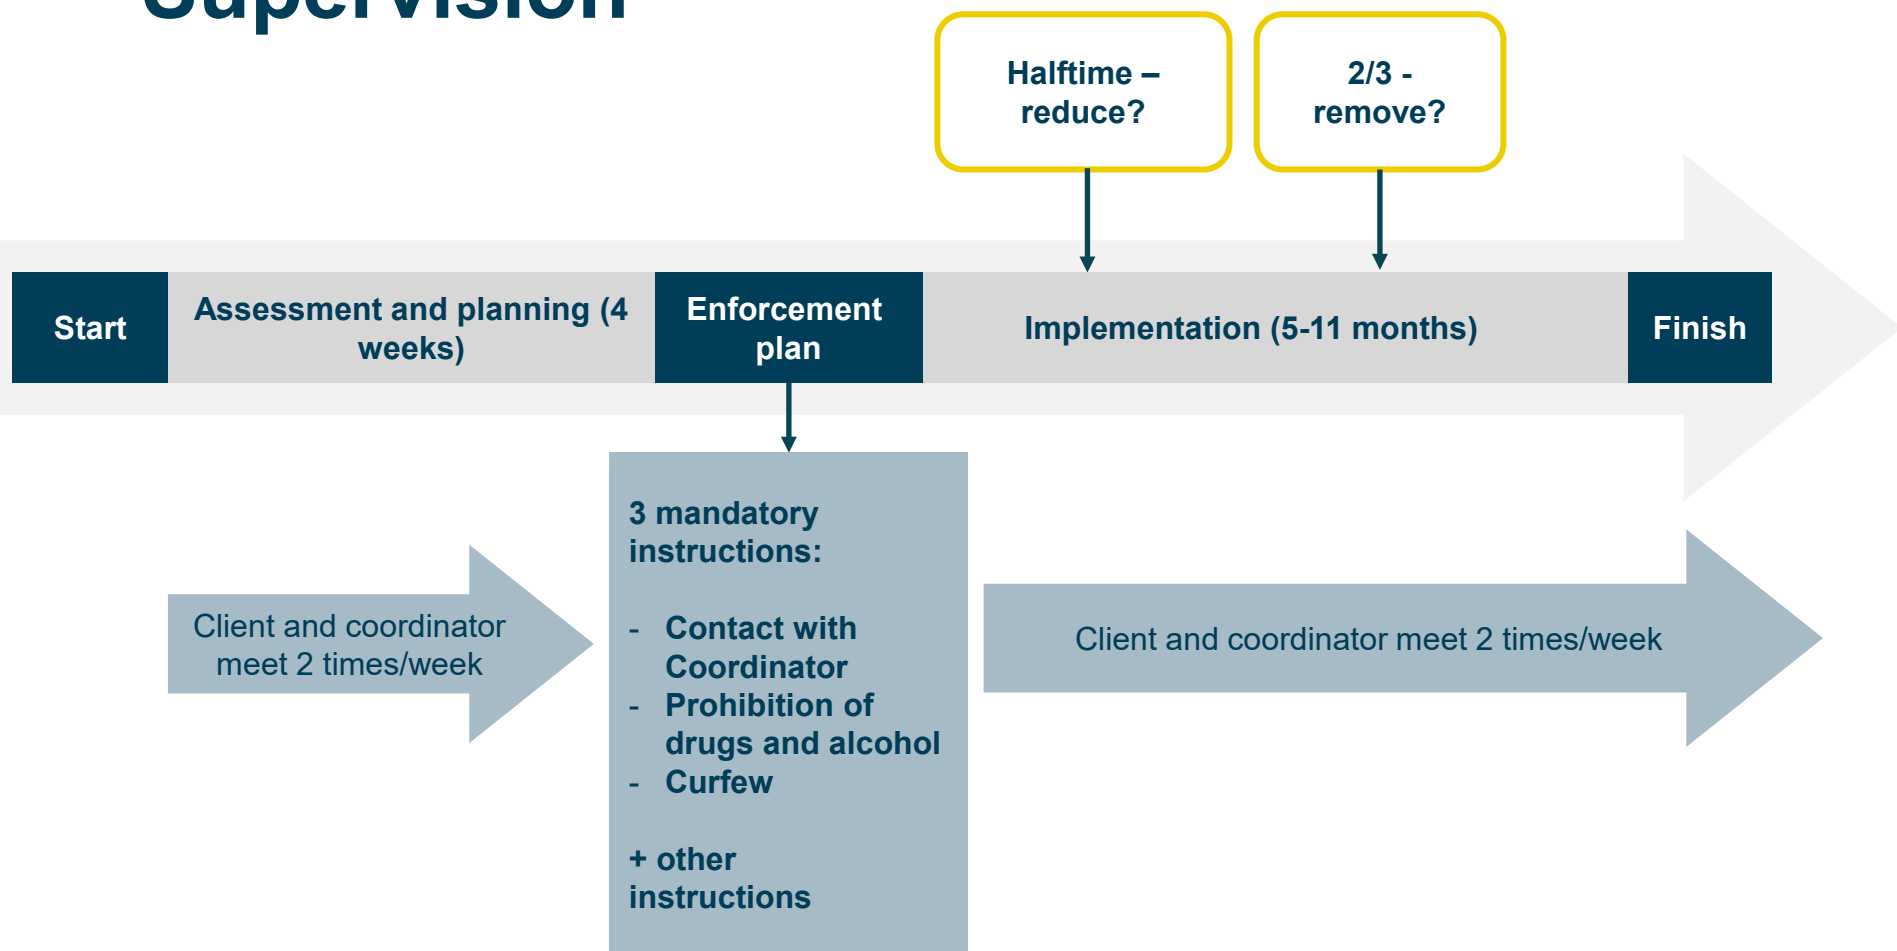 Supervision
Halftime –
reduce?
2/3 -
remove?
Start
Assessment and planning (4
weeks)
Enforcement
plan
Implementation (5-11 months)
Finish
3 mandatory
instructions:
- Contact with
Coordinator
- Prohibition of
drugs and alcohol
- Curfew
+ other
instructions
Client and coordinator
meet 2 times/week
Client and coordinator meet 2 times/week